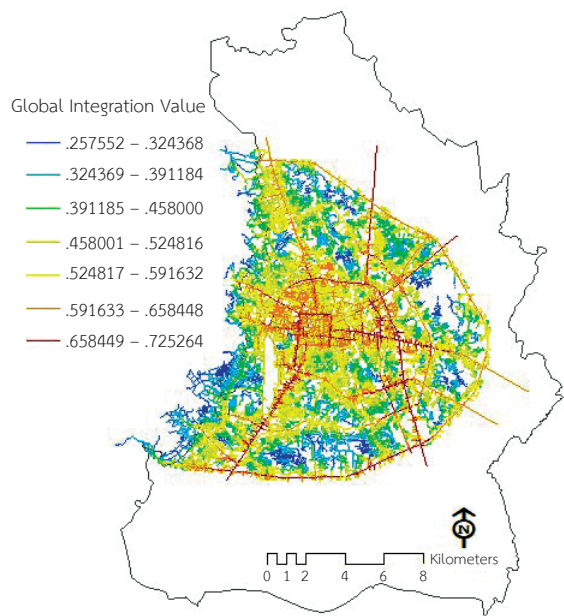 Global Integration Value
.257552 – .324368
.324369 – .391184
.391185 – .458000
.458001 – .524816
.524817 – .591632
.591633 – .658448
.658449 – .725264
N
Kilometers
0 1 2 4 6 8